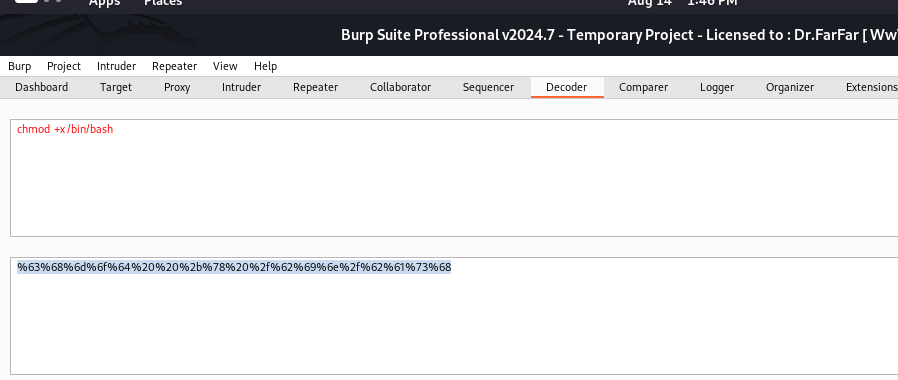 Apps Places Aug 14 1:46 PM
Burp Suite Professional v2024.7 - Temporary Project - Licensed to : Dr.FarFar [ Ww
Burp Project Intruder Repeater View Help
Dashboard Target Proxy Intruder Repeater Collaborator Sequencer Decoder Comparer Logger Organizer Extensions
chmod  +x /bin/bash
%63%68%6d%6f%64%20%20%2b%78%20%2f%62%69%6e%2f%62%61%73%68